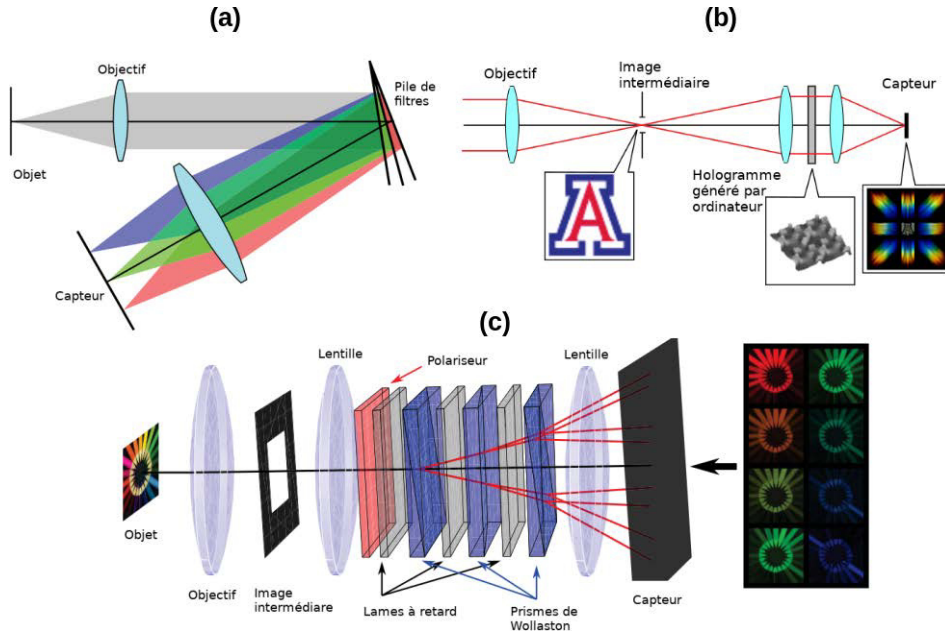 (a)
Objectif
Pile de
filtres
Objet
Capteur
(b)
Objectif
Image
intermédiaire
Capteur
Hologramme
généré par
ordinateur
A
(c)
Lentille
Polariseur
Lentille
Objet
Objectif
Image
intermédiare
Lames à retard
Prismes de
Wollaston
Capteur